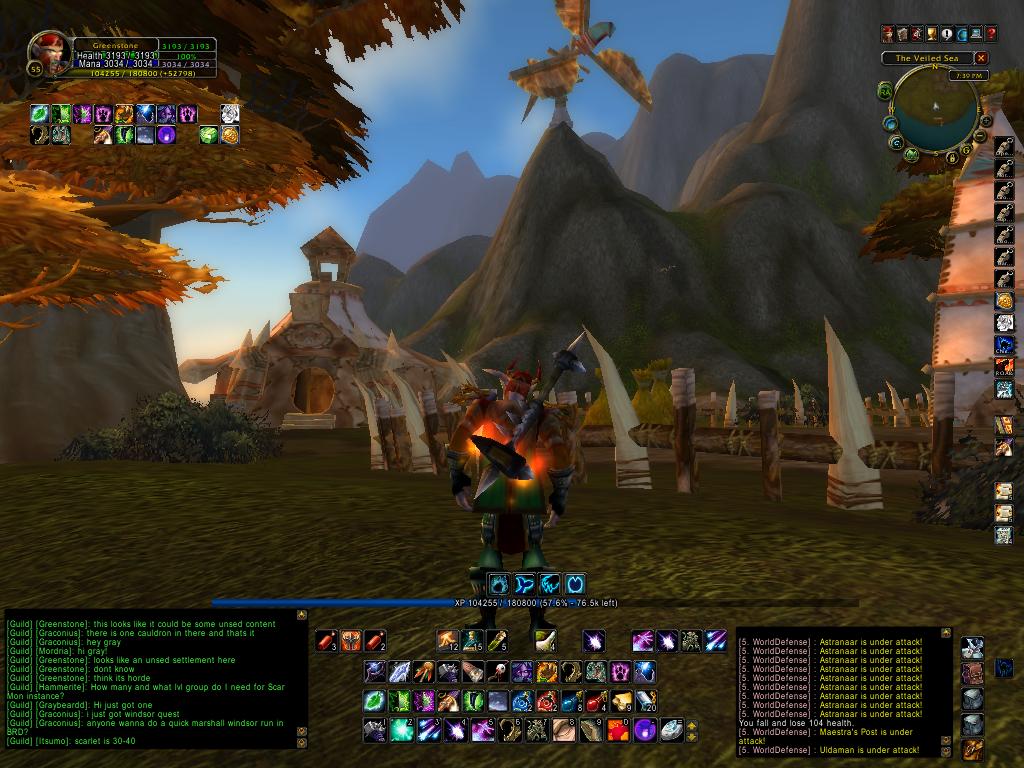 Greenstone
3193 / 3193
Health 3193 / 3193
100%
Mana 3034 / 3034
3034 / 3034
55
104255 / 180800 (+52798)
The Veiled Sea
N
7:39 PM
XP 104255 / 180800 (57.6% - 76.5k left)
[Guild] [Greenstone]: this looks like it could be some unsed content
[Guild] [Graconius]: there is one cauldron in there and thats it
[Guild] [Graconius]: hey gray
[Guild] [Mordria]: hi gray!
[Guild] [Greenstone]: looks like an unsed settlement here
[Guild] [Greenstone]: dont know
[Guild] [Greenstone]: think its horde
[Guild] [Hammerite]: How many and what lvl group do I need for Scar
Mon instance?
[Guild] [Graybeardd]: Hi just got one
[Guild] [Graconius]: i just got windsor quest
[Guild] [Graconius]: anyone wanna do a quick marshall windsor run in
BRD?
[Guild] [Itsumo]: scarlet is 30-40
[5. WorldDefense] : Astranaar is under attack!
[5. WorldDefense] : Astranaar is under attack!
[5. WorldDefense] : Astranaar is under attack!
[5. WorldDefense] : Astranaar is under attack!
[5. WorldDefense] : Astranaar is under attack!
[5. WorldDefense] : Astranaar is under attack!
[5. WorldDefense] : Astranaar is under attack!
[5. WorldDefense] : Astranaar is under attack!
[5. WorldDefense] : Astranaar is under attack!
You fall and lose 104 health.
[5. WorldDefense] : Maestra's Post is under
attack!
[5. WorldDefense] : Uldaman is under attack!